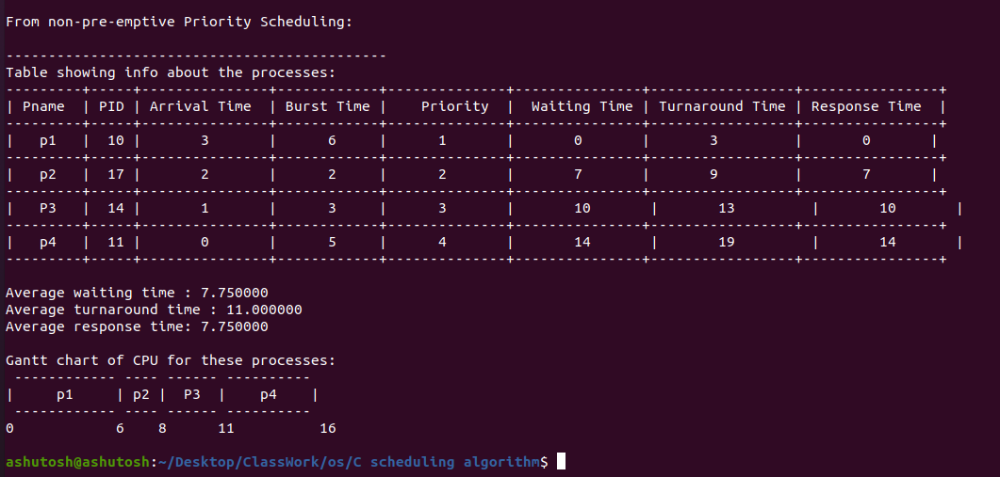 From non-pre-emptive Priority Scheduling:
---------------------------------------------
Table showing info about the processes:
---------+-----+---------------+------------+--------------+---------------+-----------------+----------------+
| Pname | PID | Arrival Time | Burst Time | Priority | Waiting Time | Turnaround Time | Response Time |
---------+-----+---------------+------------+--------------+---------------+-----------------+----------------+
| p1 | 10 | 3 | 6 | 1 | 0 | 3 | 0 |
---------+-----+---------------+------------+--------------+---------------+-----------------+----------------+
| p2 | 17 | 2 | 2 | 2 | 7 | 9 | 7 |
---------+-----+---------------+------------+--------------+---------------+-----------------+----------------+
| P3 | 14 | 1 | 3 | 3 | 10 | 13 | 10 |
---------+-----+---------------+------------+--------------+---------------+-----------------+----------------+
| p4 | 11 | 0 | 5 | 4 | 14 | 19 | 14 |
---------+-----+---------------+------------+--------------+---------------+-----------------+----------------+
Average waiting time : 7.750000
Average turnaround time : 11.000000
Average response time: 7.750000
Gantt chart of CPU for these processes:
------------ ---- ------ ----------
| p1 | p2 | P3 | p4 |
------------ ---- ------ ----------
0 6 8 11 16
ashutosh@ashutosh:~/Desktop/ClassWork/os/C scheduling algorithm$